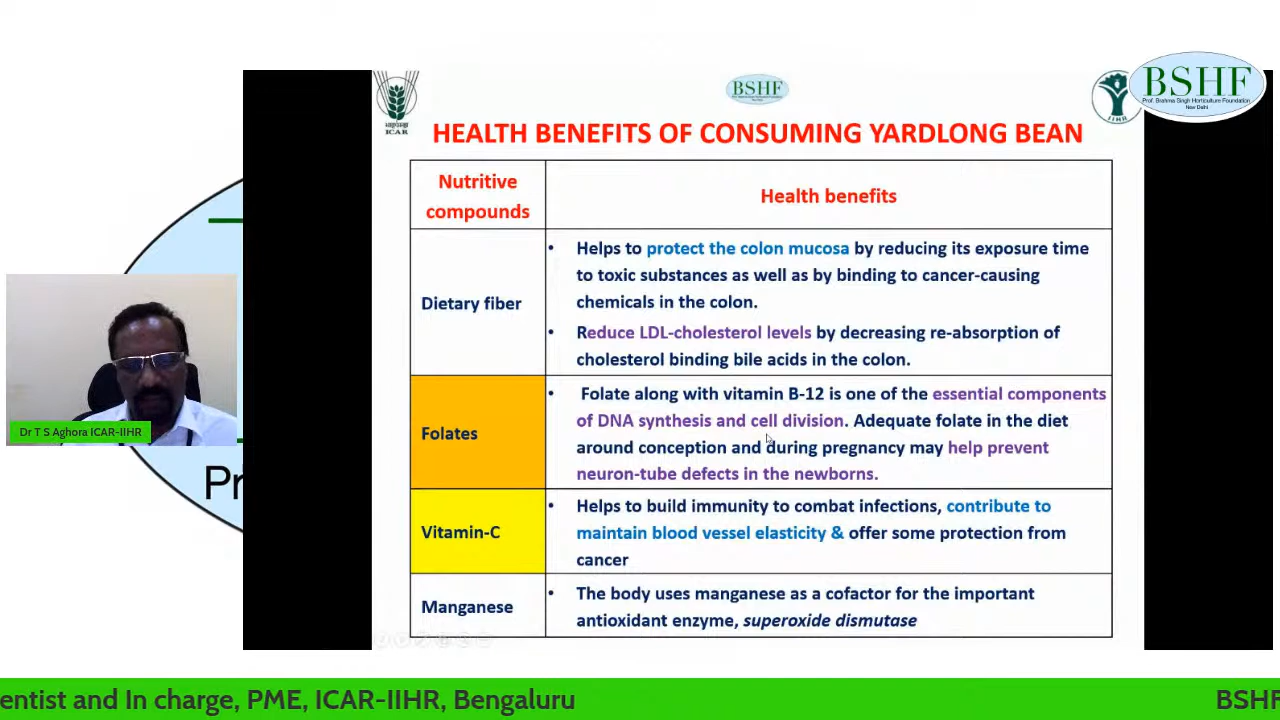 BSHF
Prof. Brahma Singh Horticulture Foundation
New Delhi
BSHF
ICAR
IIHR
HEALTH BENEFITS OF CONSUMING YARDLONG BEAN
Nutritive
compounds
Health benefits
Dietary fiber
• Helps to protect the colon mucosa by reducing its exposure time
to toxic substances as well as by binding to cancer-causing
chemicals in the colon.
• Reduce LDL-cholesterol levels by decreasing re-absorption of
cholesterol binding bile acids in the colon.
Folates
• Folate along with vitamin B-12 is one of the essential components
of DNA synthesis and cell division. Adequate folate in the diet
around conception and during pregnancy may help prevent
neuron-tube defects in the newborns.
Vitamin-C
• Helps to build immunity to combat infections, contribute to
maintain blood vessel elasticity & offer some protection from
cancer
Manganese
• The body uses manganese as a cofactor for the important
antioxidant enzyme, superoxide dismutase
Dr T S Aghora ICAR-IIHR
Pr
entist and In charge, PME, ICAR-IIHR, Bengaluru
BSHF